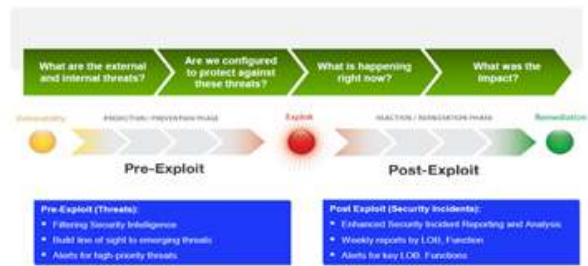 What are the external
and internal threats?
Are we configured
to protect against
these threats?
What is happening
right now?
What was the
impact?
Vulnerability
PREDICTION / PREVENTION PHASE
Exploit
REACTION / REMEDIATION PHASE
Remediation
Pre-Exploit
Post-Exploit
Pre-Exploit (Threats):
Filtering Security Intelligence
Build line of sight to emerging threats
Alerts for high-priority threats
Post Exploit (Security Incidents):
Enhanced Security Incident Reporting and Analysis
Weekly reports by LOB, Function
Alerts for key LOB, Functions